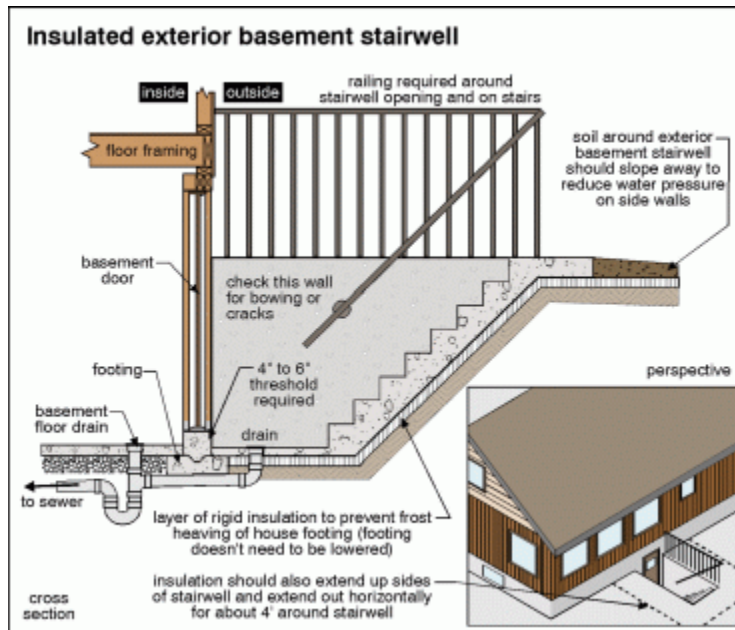 Insulated exterior basement stairwell
inside
outside
railing required around
stairwell opening and on stairs
floor framing
soil around exterior
basement stairwell
should slope away to
reduce water pressure
on side walls
basement
door
check this wall
for bowing or
cracks
footing
4" to 6"
threshold
required
perspective
basement
floor drain
drain
to sewer
layer of rigid insulation to prevent frost
heaving of house footing (footing
doesn't need to be lowered)
insulation should also extend up sides
of stairwell and extend out horizontally
for about 4' around stairwell
cross
section